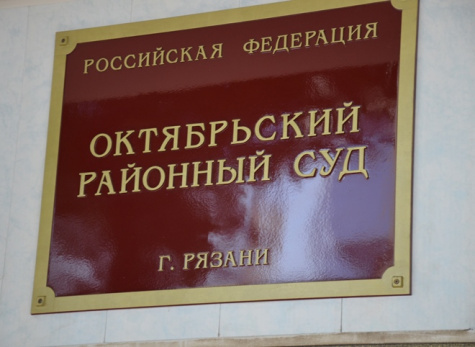 РОССИЙСКАЯ ФЕДЕРАЦИЯ
ОКТЯБРЬСКИЙ
РАЙОННЫЙ СУД
Г. РЯЗАНИ